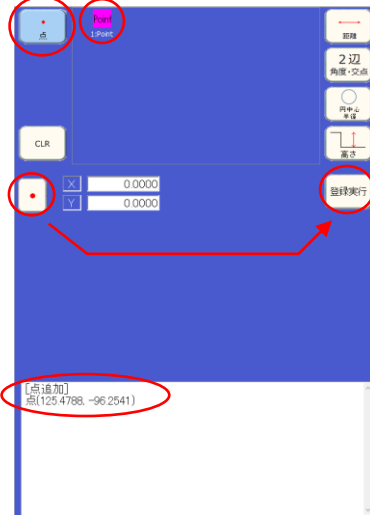 点
Point
1:Point
距離
2辺
角度・交点
円中心
半径
高さ
CLR
X 0.0000
Y 0.0000
登録実行
[点追加]
点(125.4788, -96.2541)